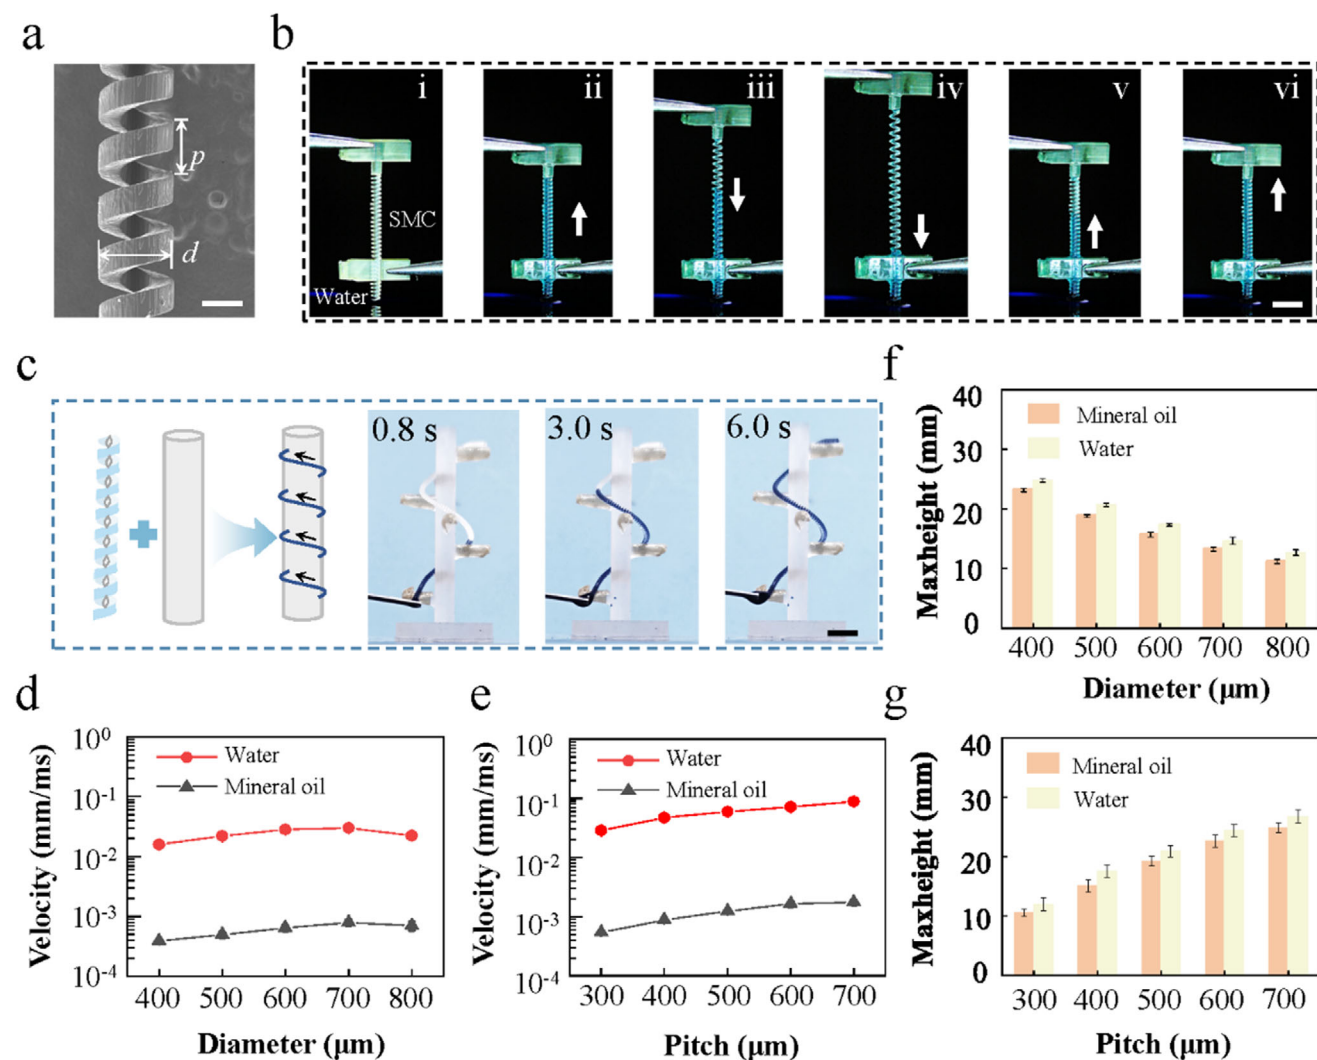 a
p
d
b
i
ii
iii
iv
v
vi
SMC
Water
c
0.8 s
3.0 s
6.0 s
d
Velocity (mm/ms)
10⁰
10⁻¹
10⁻²
10⁻³
10⁻⁴
Water
Mineral oil
400 500 600 700 800
Diameter (μm)
e
Velocity (mm/ms)
10⁰
10⁻¹
10⁻²
10⁻³
10⁻⁴
Water
Mineral oil
300 400 500 600 700
Pitch (μm)
f
Maxheight (mm)
40
30
20
10
0
Mineral oil
Water
400 500 600 700 800
Diameter (μm)
g
Maxheight (mm)
40
30
20
10
0
Mineral oil
Water
300 400 500 600 700
Pitch (μm)